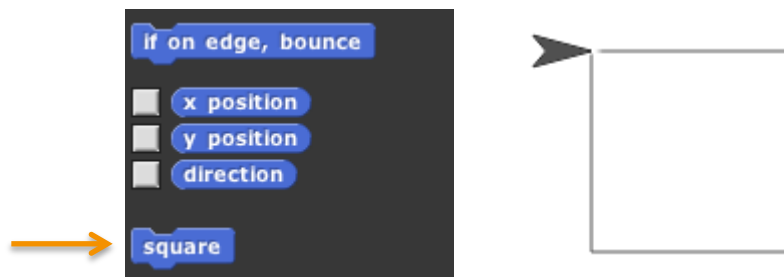 if on edge, bounce
x position
y position
direction
square